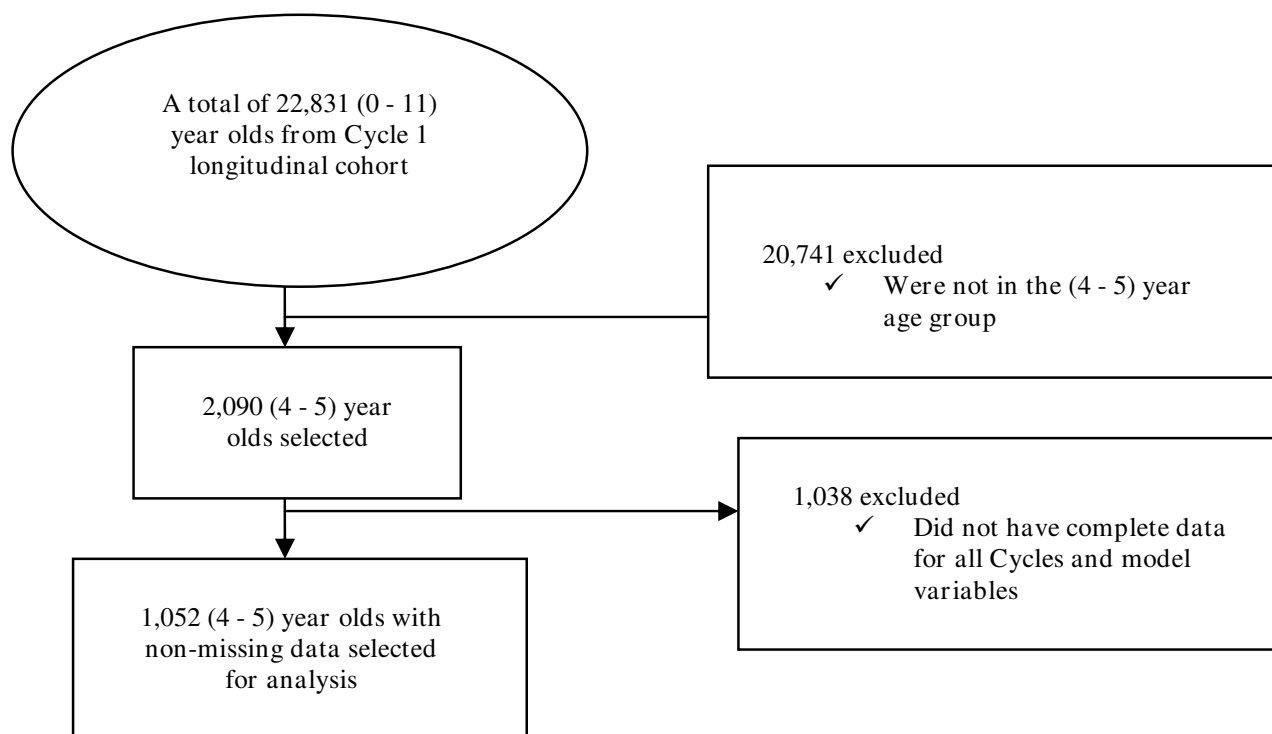 A total of 22,831 (0 - 11)
year olds from Cycle 1
longitudinal cohort
20,741 excluded
✓ Were not in the (4 - 5) year
age group
2,090 (4 - 5) year
olds selected
1,038 excluded
✓ Did not have complete data
for all Cycles and model
variables
1,052 (4 - 5) year olds with
non-missing data selected
for analysis